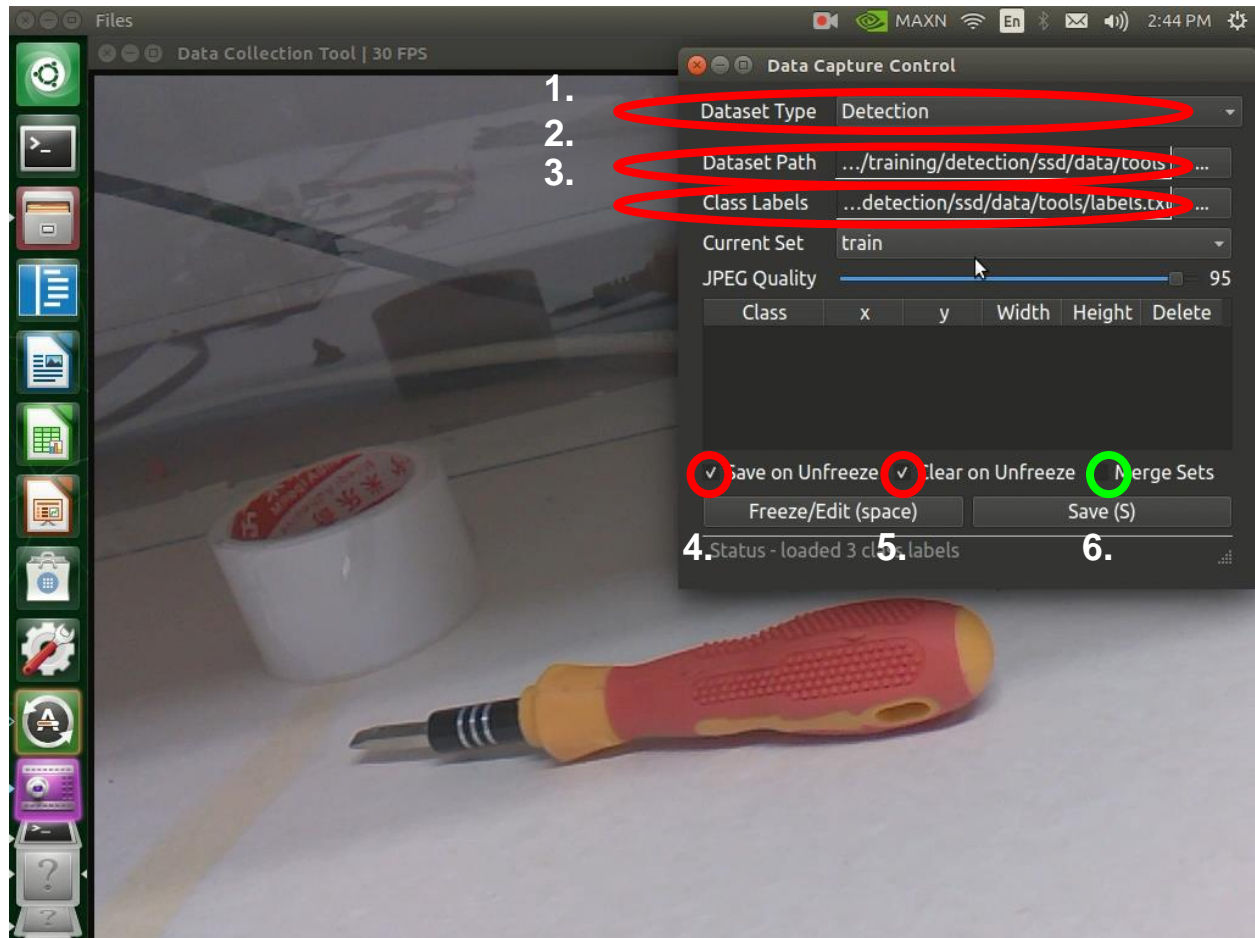 Files
MAXN En 2:44 PM
Data Collection Tool | 30 FPS
Data Capture Control
1.
Dataset Type Detection
2.
3.
Dataset Path .../training/detection/ssd/data/tools ...
Class Labels ...detection/ssd/data/tools/labels.txt ...
Current Set train
JPEG Quality 95
Class x y Width Height Delete
Save on Unfreeze Clear on Unfreeze Merge Sets
Freeze/Edit (space) Save (S)
4. 5. 6.
Status - loaded 3 class labels